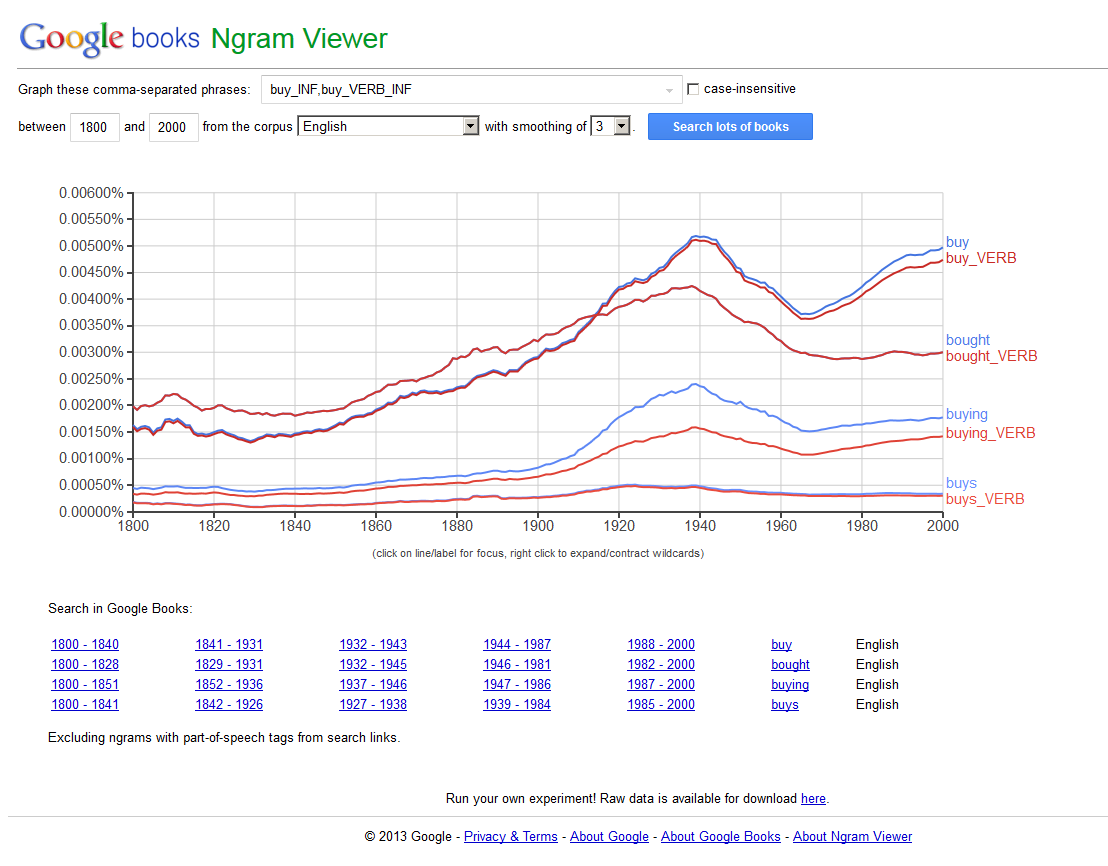 Google books Ngram Viewer
Graph these comma-separated phrases: buy_INF,buy_VERB_INF case-insensitive
between 1800 and 2000 from the corpus English with smoothing of 3 . Search lots of books
0.00600%
0.00550%
0.00500%
0.00450%
0.00400%
0.00350%
0.00300%
0.00250%
0.00200%
0.00150%
0.00100%
0.00050%
0.00000%
buy
buy_VERB
bought
bought_VERB
buying
buying_VERB
buys
buys_VERB
1800 1820 1840 1860 1880 1900 1920 1940 1960 1980 2000
(click on line/label for focus, right click to expand/contract wildcards)
Search in Google Books:
1800 - 1840 1841 - 1931 1932 - 1943 1944 - 1987 1988 - 2000 buy English
1800 - 1828 1829 - 1931 1932 - 1945 1946 - 1981 1982 - 2000 bought English
1800 - 1851 1852 - 1936 1937 - 1946 1947 - 1986 1987 - 2000 buying English
1800 - 1841 1842 - 1926 1927 - 1938 1939 - 1984 1985 - 2000 buys English
Excluding ngrams with part-of-speech tags from search links.
Run your own experiment! Raw data is available for download here.
© 2013 Google - Privacy & Terms - About Google - About Google Books - About Ngram Viewer